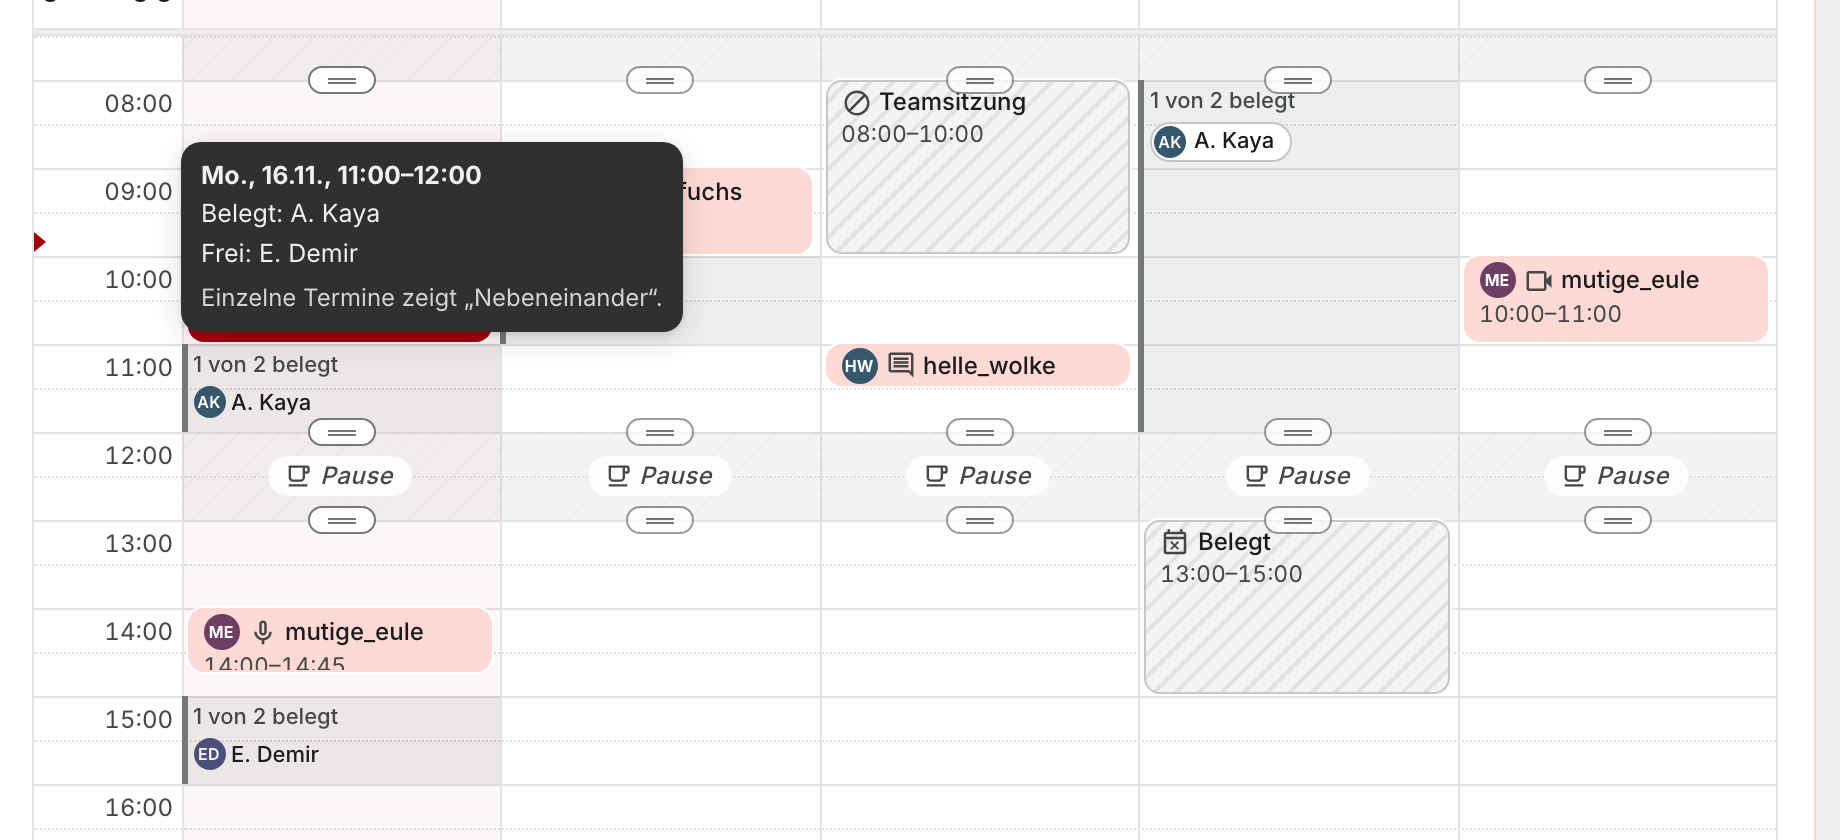 08:00
Teamsitzung
08:00–10:00
1 von 2 belegt
AK A. Kaya
Mo., 16.11., 11:00–12:00
Belegt: A. Kaya
Frei: E. Demir
Einzelne Termine zeigt „Nebeneinander“.
09:00
fuchs
10:00
ME mutige_eule
10:00–11:00
11:00
1 von 2 belegt
AK A. Kaya
HW helle_wolke
12:00
Pause
Pause
Pause
Pause
Pause
13:00
Belegt
13:00–15:00
14:00
ME mutige_eule
14:00–14:45
15:00
1 von 2 belegt
ED E. Demir
16:00